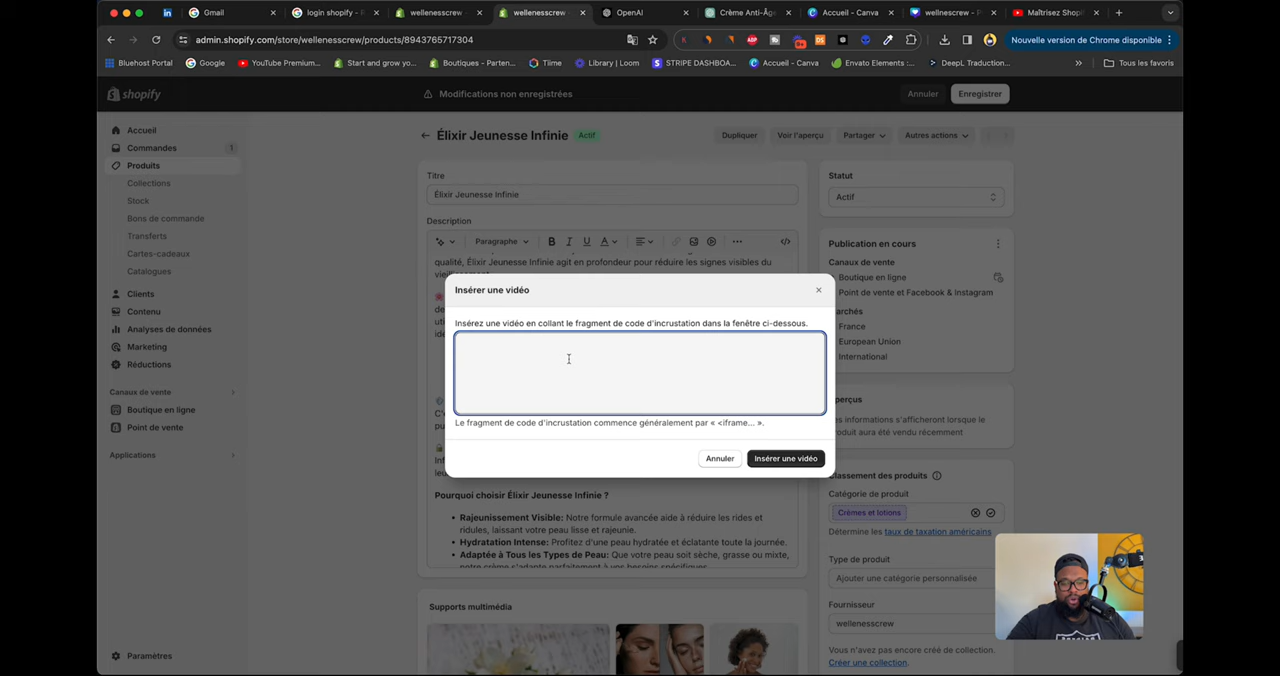 Gmail
login shopify - R
wellenesscrew
wellenesscrew
OpenAI
Crème Anti-Âge
Accueil - Canva
wellnescrew - P
Maîtrisez Shopi
admin.shopify.com/store/wellenesscrew/products/8943765717304
Nouvelle version de Chrome disponible
Bluehost Portal
Google
YouTube Premium...
Start and grow yo...
Boutiques - Parten...
Tiime
Library | Loom
STRIPE DASHBOA...
Accueil - Canva
Envato Elements :...
DeepL Traduction...
Tous les favoris
shopify
Modifications non enregistrées
Annuler
Enregistrer
Accueil
Commandes
1
Produits
Collections
Stock
Bons de commande
Transferts
Cartes-cadeaux
Catalogues
Clients
Contenu
Analyses de données
Marketing
Réductions
Canaux de vente
Boutique en ligne
Point de vente
Applications
Paramètres
Élixir Jeunesse Infinie
Actif
Dupliquer
Voir l'aperçu
Partager
Autres actions
Titre
Élixir Jeunesse Infinie
Description
Paragraphe
B
I
U
A
qualité, Élixir Jeunesse Infinie agit en profondeur pour réduire les signes visibles du
Insérer une vidéo
Insérez une vidéo en collant le fragment de code d'incrustation dans la fenêtre ci-dessous.
Le fragment de code d'incrustation commence généralement par « <iframe... ».
Annuler
Insérer une vidéo
Pourquoi choisir Élixir Jeunesse Infinie ?
• Rajeunissement Visible: Notre formule avancée aide à réduire les rides et
ridules, laissant votre peau lisse et rajeunie.
• Hydratation Intense: Profitez d'une peau hydratée et éclatante toute la journée.
• Adaptée à Tous les Types de Peau: Que votre peau soit sèche, grasse ou mixte,
notre crème s'adapte parfaitement à vos besoins spécifiques.
Supports multimédia
Statut
Actif
Publication en cours
Canaux de vente
Boutique en ligne
Point de vente et Facebook & Instagram
archés
France
European Union
International
perçus
es informations s'afficheront lorsque le
roduit aura été vendu récemment
Classement des produits
Catégorie de produit
Crèmes et lotions
Détermine les taux de taxation américains
Type de produit
Ajouter une catégorie personnalisée
Fournisseur
wellenesscrew
Vous n'avez pas encore créé de collection.
Créer une collection.